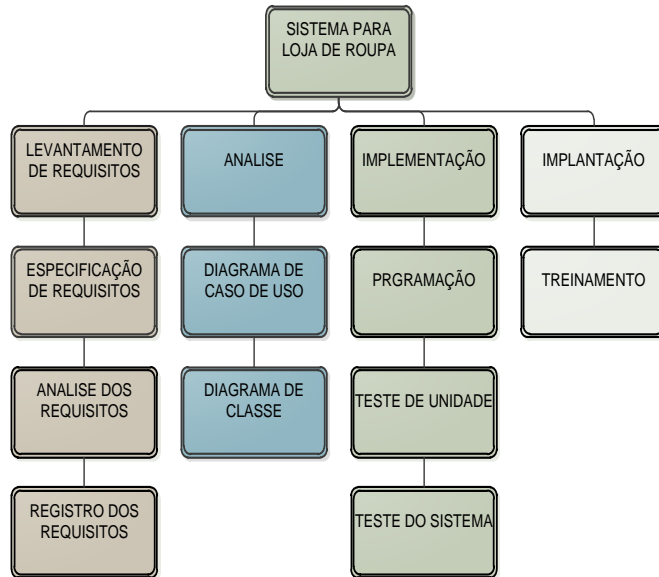 SISTEMA PARA
LOJA DE ROUPA
LEVANTAMENTO
DE REQUISITOS
ANALISE
IMPLEMENTAÇÃO
IMPLANTAÇÃO
ESPECIFICAÇÃO
DE REQUISITOS
DIAGRAMA DE
CASO DE USO
PRGRAMAÇÃO
TREINAMENTO
ANALISE DOS
REQUISITOS
DIAGRAMA DE
CLASSE
TESTE DE UNIDADE
REGISTRO DOS
REQUISITOS
TESTE DO SISTEMA